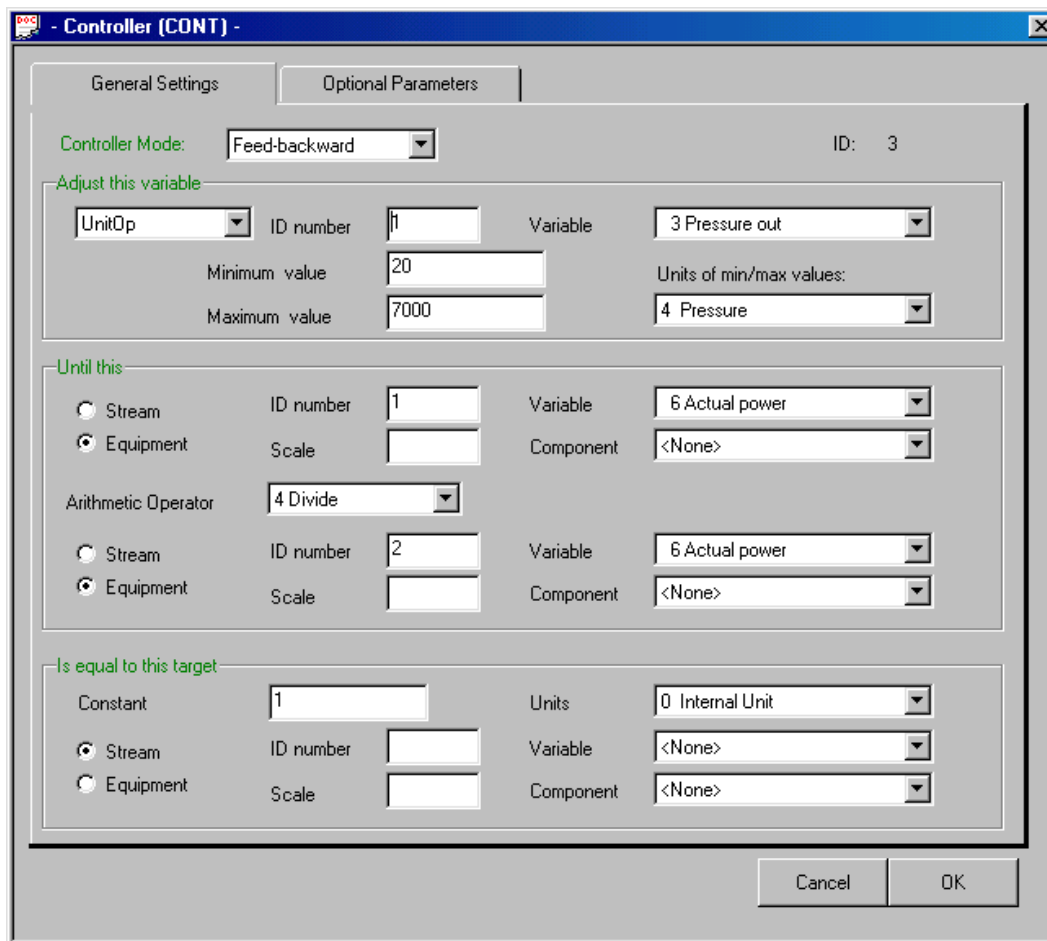 DOC - Controller (CONT) -
General Settings Optional Parameters
Controller Mode: Feed-backward ID: 3
Adjust this variable
UnitOp ID number 1 Variable 3 Pressure out
Minimum value 20 Units of min/max values:
Maximum value 7000 4 Pressure
Until this
Stream ID number 1 Variable 6 Actual power
Equipment Scale Component <None>
Arithmetic Operator 4 Divide
Stream ID number 2 Variable 6 Actual power
Equipment Scale Component <None>
Is equal to this target
Constant 1 Units 0 Internal Unit
Stream ID number Variable <None>
Equipment Scale Component <None>
Cancel OK